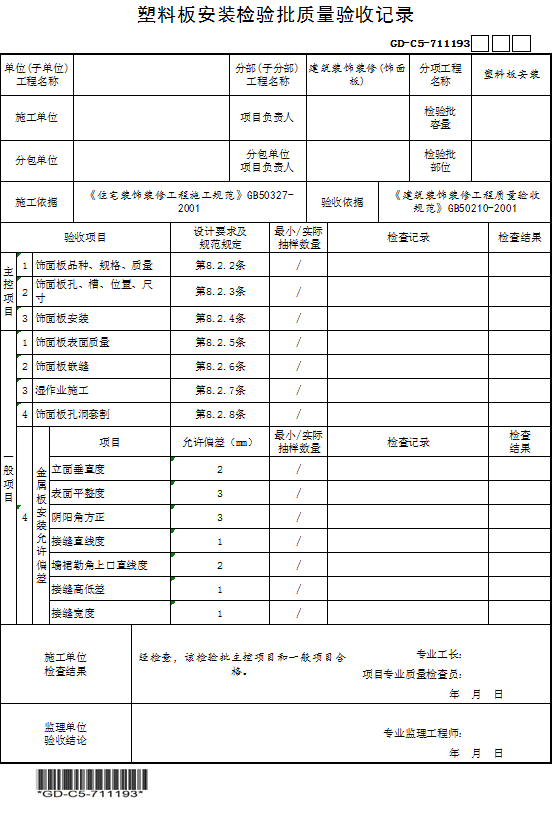 塑料板安装检验批质量验收记录
GD-C5-711193
单位(子单位)
工程名称
分部(子分部)
工程名称
建筑装饰装修(饰面
板)
分项工程
名称
塑料板安装
施工单位
项目负责人
检验批
容量
分包单位
分包单位
项目负责人
检验批
部位
施工依据
《住宅装饰装修工程施工规范》GB50327-
2001
验收依据
《建筑装饰装修工程质量验收
规范》GB50210-2001
验收项目
设计要求及
规范规定
最小/实际
抽样数量
检查记录
检查结果
主控项目
1 饰面板品种、规格、质量 第8.2.2条 /
2 饰面板孔、槽、位置、尺
寸 第8.2.3条 /
3 饰面板安装 第8.2.4条 /
一般项目
1 饰面板表面质量 第8.2.5条 /
2 饰面板嵌缝 第8.2.6条 /
3 湿作业施工 第8.2.7条 /
4 饰面板孔洞套割 第8.2.8条 /
4
金属板安装允许偏差
项目
允许偏差（mm）
最小/实际
抽样数量
检查记录
检查
结果
立面垂直度 2 /
表面平整度 3 /
阴阳角方正 3 /
接缝直线度 1 /
墙裙勒角上口直线度 2 /
接缝高低差 1 /
接缝宽度 1 /
施工单位
检查结果
经检查，该检验批主控项目和一般项目合
格。
专业工长:
项目专业质量检查员:
年 月 日
监理单位
验收结论
专业监理工程师:
年 月 日
*GD-C5-711193*